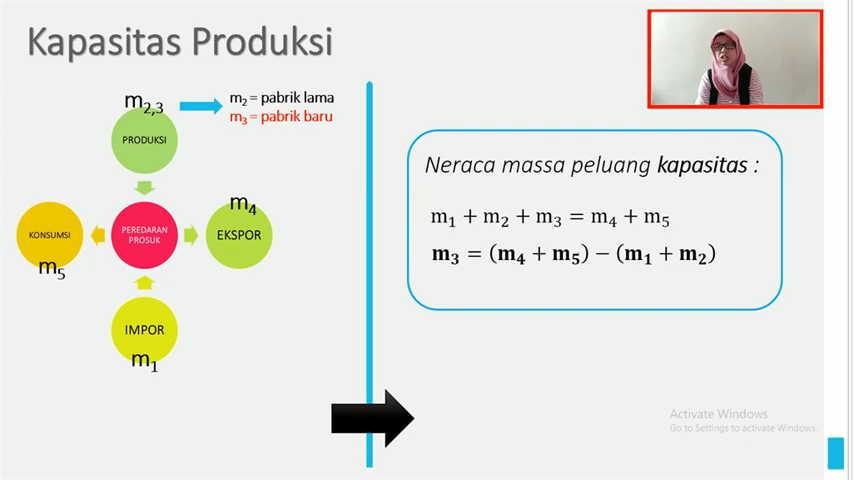 Kapasitas Produksi
m2,3
m2 = pabrik lama
m3 = pabrik baru
PRODUKSI
m4
KONSUMSI
PEREDARAN
PROSUK
EKSPOR
m5
IMPOR
m1
Neraca massa peluang kapasitas :
m1 + m2 + m3 = m4 + m5
m3 = (m4 + m5) − (m1 + m2)
Activate Windows
Go to Settings to activate Windows.